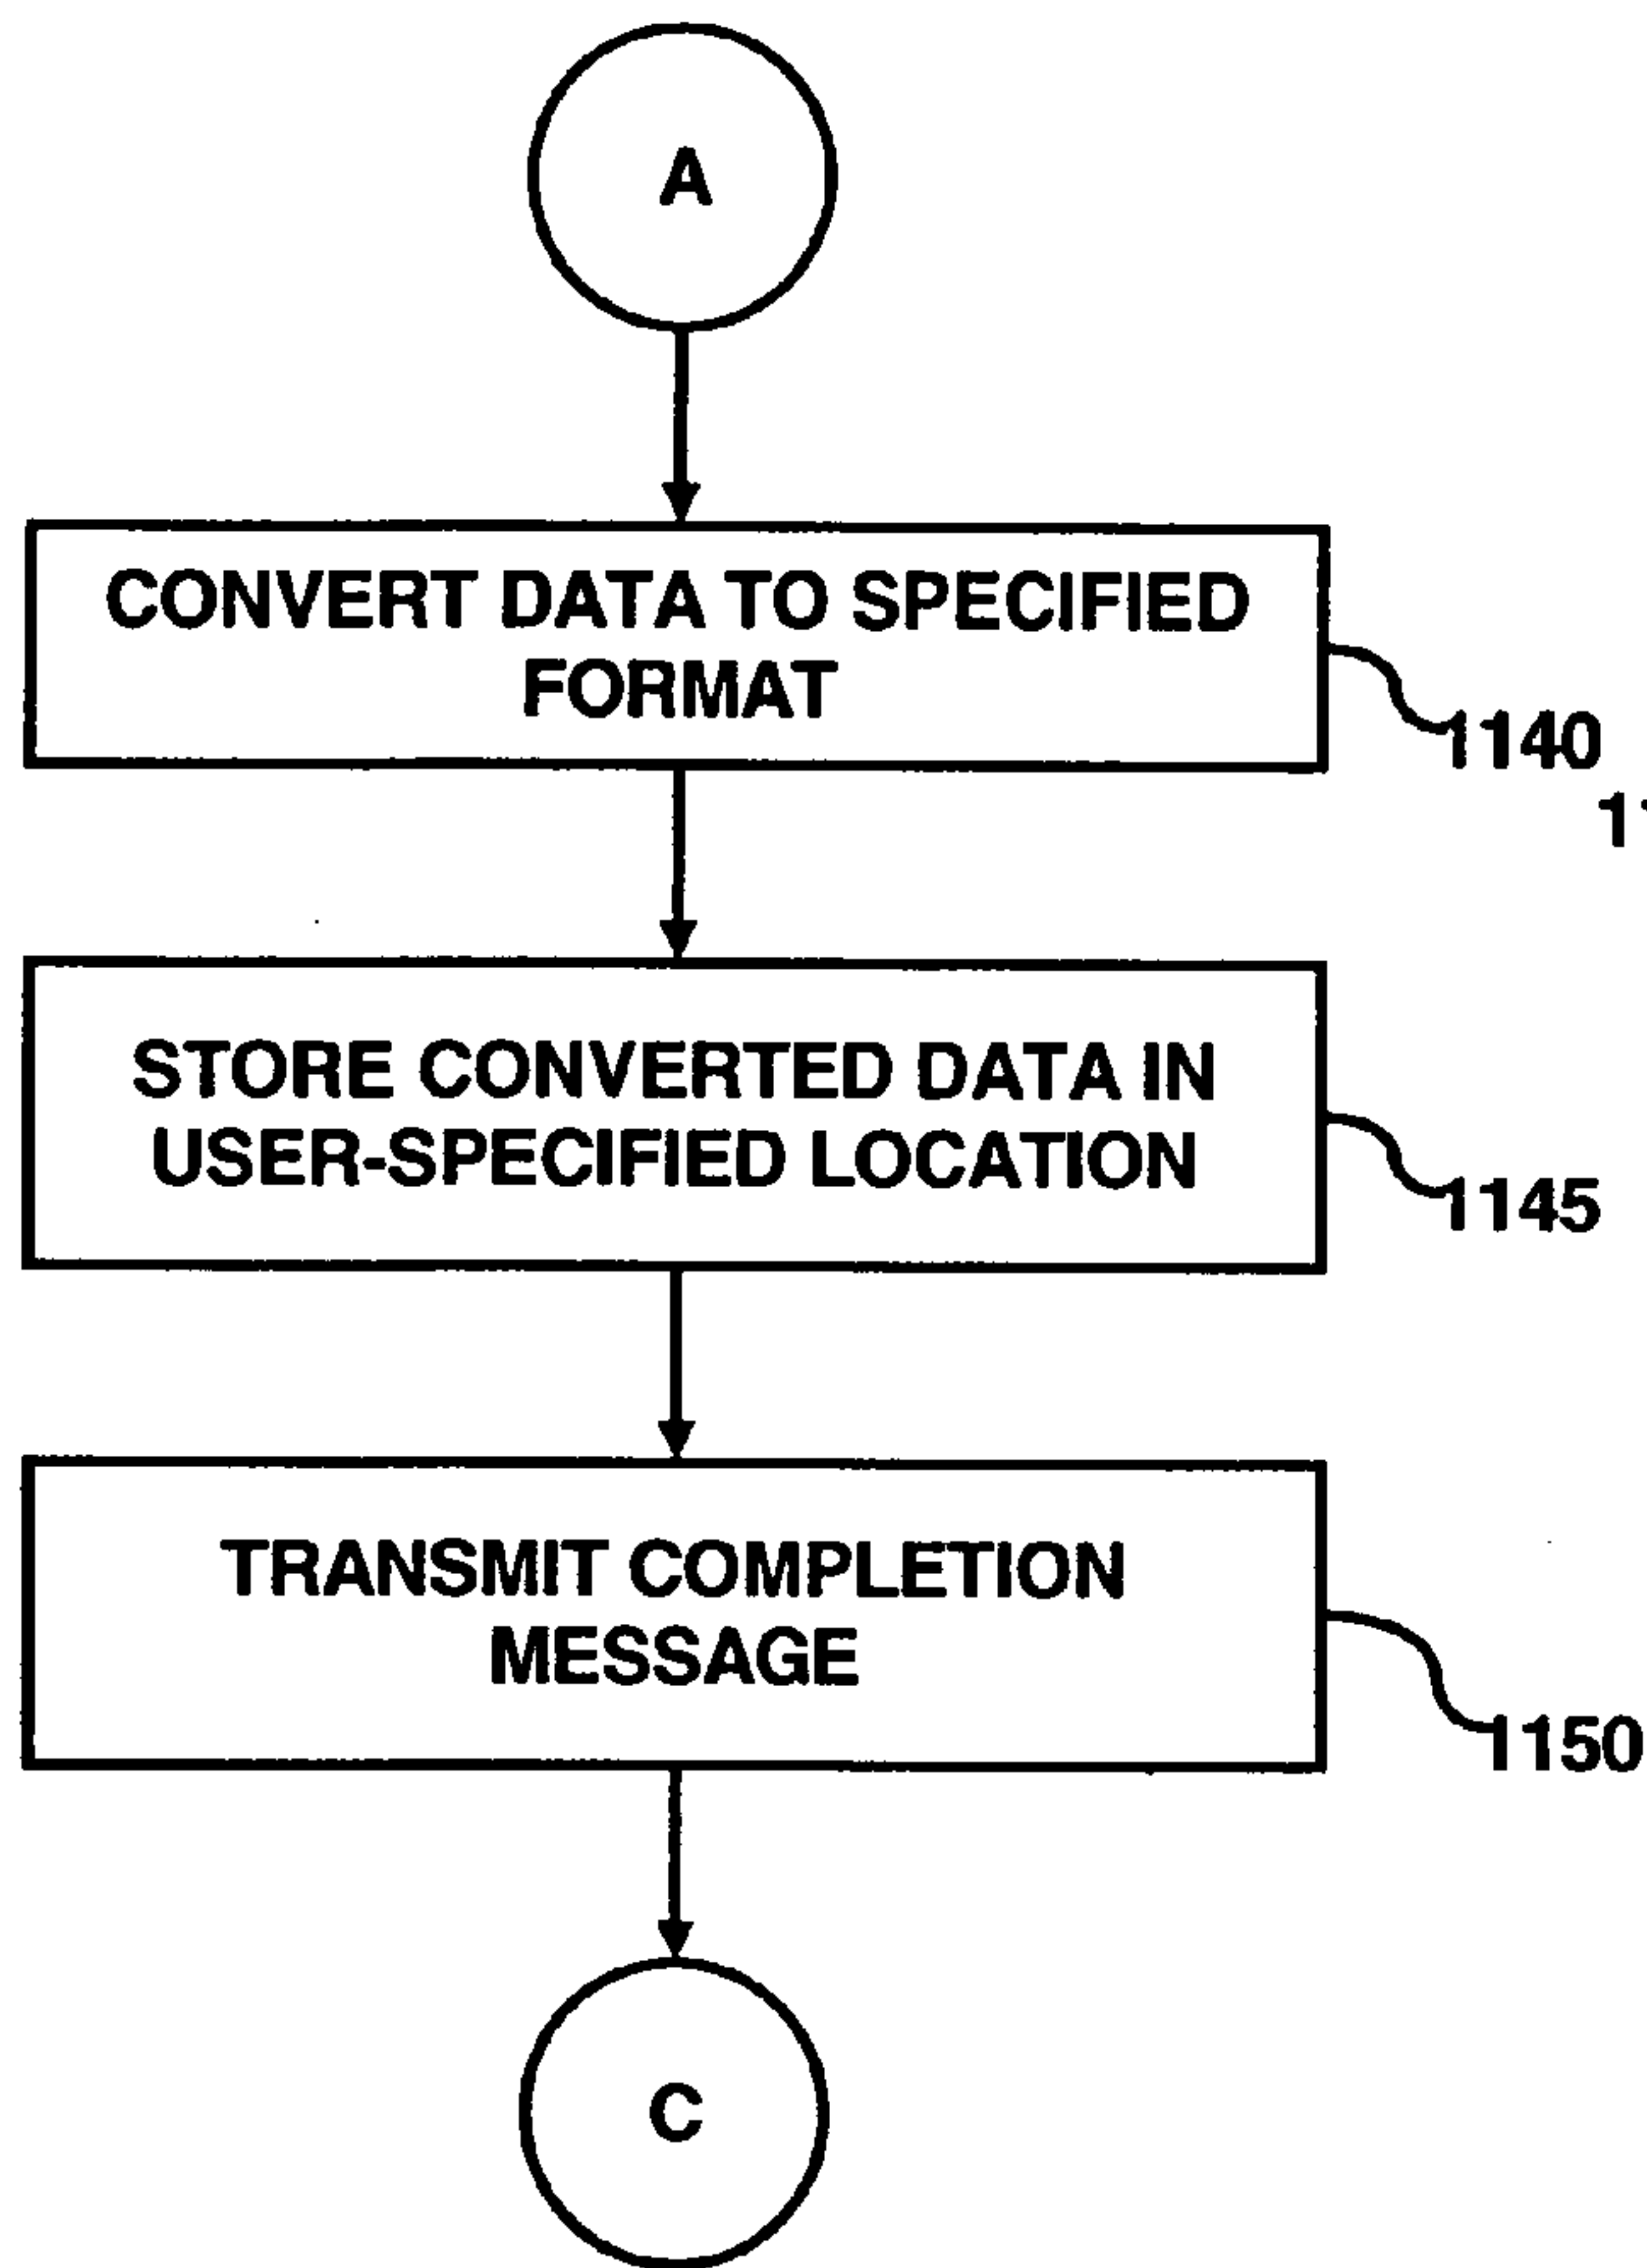 A
CONVERT DATA TO SPECIFIED
FORMAT
1140
STORE CONVERTED DATA IN
USER-SPECIFIED LOCATION
1145
TRANSMIT COMPLETION
MESSAGE
1150
C